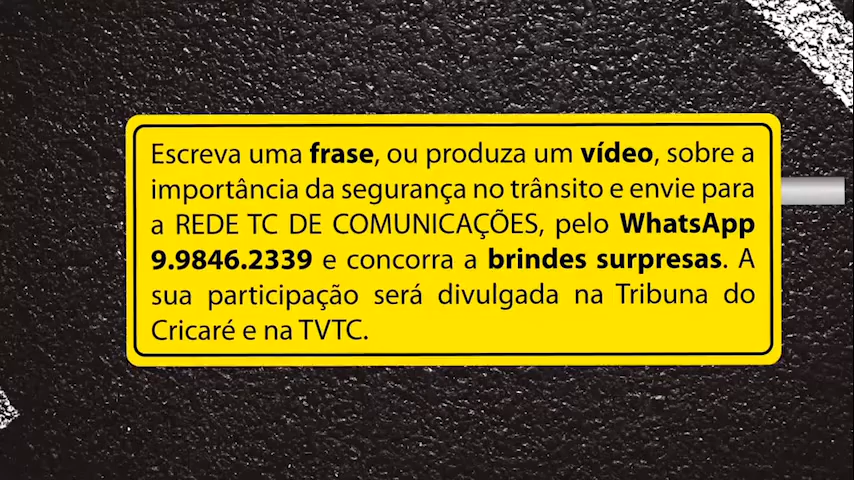 Escreva uma frase, ou produza um vídeo, sobre a
importância da segurança no trânsito e envie para
a REDE TC DE COMUNICAÇÕES, pelo WhatsApp
9.9846.2339 e concorra a brindes surpresas. A
sua participação será divulgada na Tribuna do
Cricaré e na TVTC.